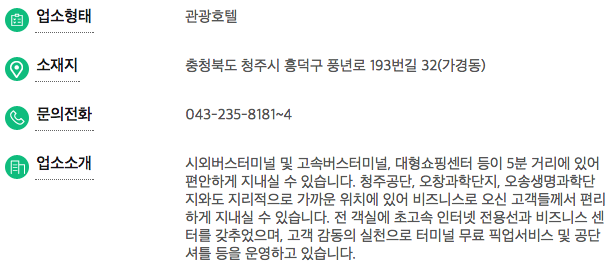 업소형태 관광호텔
소재지 충청북도 청주시 흥덕구 풍년로 193번길 32(가경동)
문의전화 043-235-8181~4
업소소개 시외버스터미널 및 고속버스터미널, 대형쇼핑센터 등이 5분 거리에 있어
편안하게 지내실 수 있습니다. 청주공단, 오창과학단지, 오송생명과학단
지와도 지리적으로 가까운 위치에 있어 비즈니스로 오신 고객들께서 편리
하게 지내실 수 있습니다. 전 객실에 초고속 인터넷 전용선과 비즈니스 센
터를 갖추었으며, 고객 감동의 실천으로 터미널 무료 픽업서비스 및 공단
셔틀 등을 운영하고 있습니다.